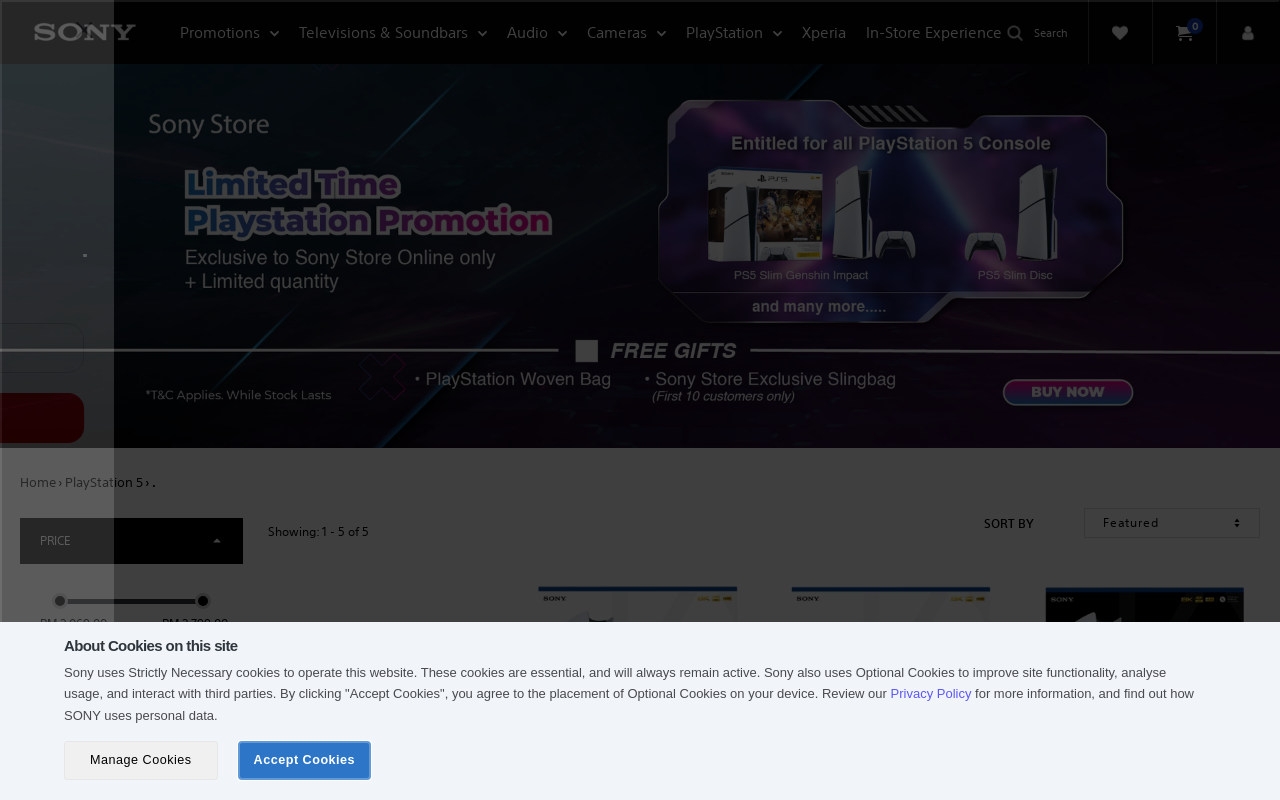 SONY
Promotions
Televisions & Soundbars
Audio
Cameras
PlayStation
Xperia
In-Store Experience
Search
0
Sony Store
Limited Time
Playstation Promotion
Exclusive to Sony Store Online only
+ Limited quantity
Entitled for all PlayStation 5 Console
PS5 Slim Genshin Impact
PS5 Slim Disc
and many more.....
FREE GIFTS
• PlayStation Woven Bag
• Sony Store Exclusive Slingbag
(First 10 customers only)
*T&C Applies. While Stock Lasts
BUY NOW
Home › PlayStation 5 › .
PRICE
Showing: 1 - 5 of 5
SORT BY
Featured
SONY
SONY
SONY
About Cookies on this site
Sony uses Strictly Necessary cookies to operate this website. These cookies are essential, and will always remain active. Sony also uses Optional Cookies to improve site functionality, analyse
usage, and interact with third parties. By clicking "Accept Cookies", you agree to the placement of Optional Cookies on your device. Review our Privacy Policy for more information, and find out how
SONY uses personal data.
Manage Cookies
Accept Cookies